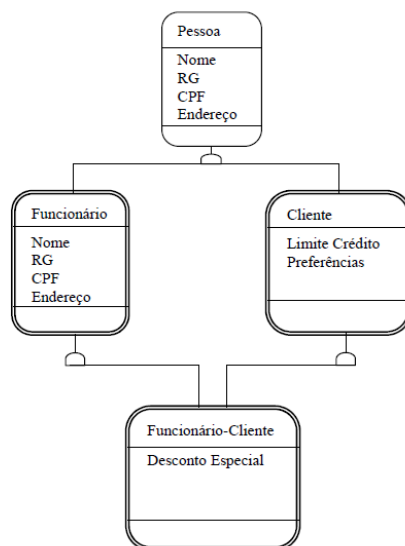 Pessoa
Nome
RG
CPF
Endereço
Funcionário
Nome
RG
CPF
Endereço
Cliente
Limite Crédito
Preferências
Funcionário-Cliente
Desconto Especial